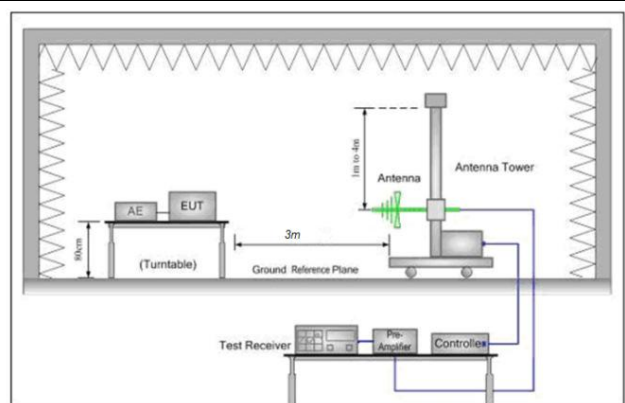 1m to 4m
Antenna
Antenna Tower
AE
EUT
80cm
3m
(Turntable)
Ground Reference Plane
Test Receiver
Pre-
Amplifier
Controller